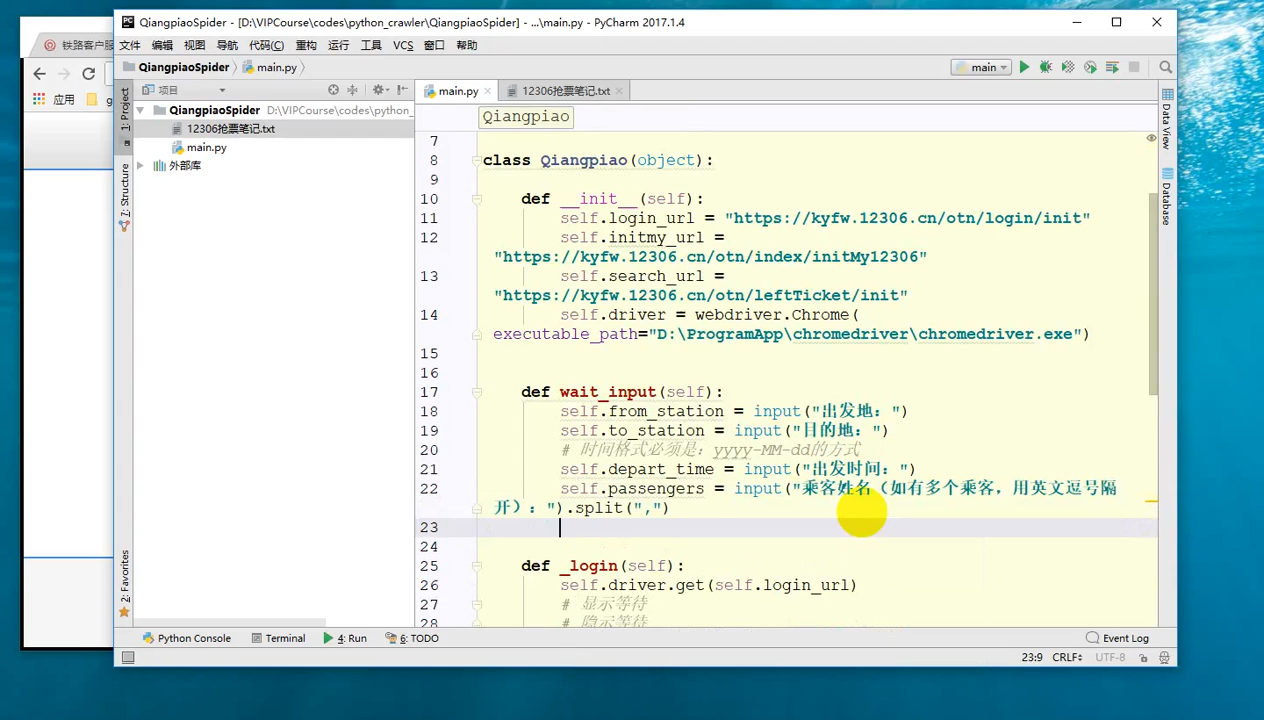 QiangpiaoSpider - [D:\VIPCourse\codes\python_crawler\QiangpiaoSpider] - ...\main.py - PyCharm 2017.1.4
铁路客户服
文件 编辑 视图 导航 代码(C) 重构 运行 工具 VCS 窗口 帮助
QiangpiaoSpider main.py main
应用 g
1: Project
项目
main.py 12306抢票笔记.txt
QiangpiaoSpider D:\VIPCourse\codes\python_
12306抢票笔记.txt
main.py
外部库
7: Structure
2: Favorites
Data View
Database
Qiangpiao
7
8 class Qiangpiao(object):
9
10 def __init__(self):
11 self.login_url = "https://kyfw.12306.cn/otn/login/init"
12 self.initmy_url =
"https://kyfw.12306.cn/otn/index/initMy12306"
13 self.search_url =
"https://kyfw.12306.cn/otn/leftTicket/init"
14 self.driver = webdriver.Chrome(
executable_path="D:\ProgramApp\chromedriver\chromedriver.exe")
15
16
17 def wait_input(self):
18 self.from_station = input("出发地：")
19 self.to_station = input("目的地：")
20 # 时间格式必须是：yyyy-MM-dd的方式
21 self.depart_time = input("出发时间：")
22 self.passengers = input("乘客姓名（如有多个乘客，用英文逗号隔
开）：").split(",")
23
24
25 def _login(self):
26 self.driver.get(self.login_url)
27 # 显示等待
28 # 隐示等待
Python Console Terminal 4: Run 6: TODO Event Log
23:9 CRLF UTF-8